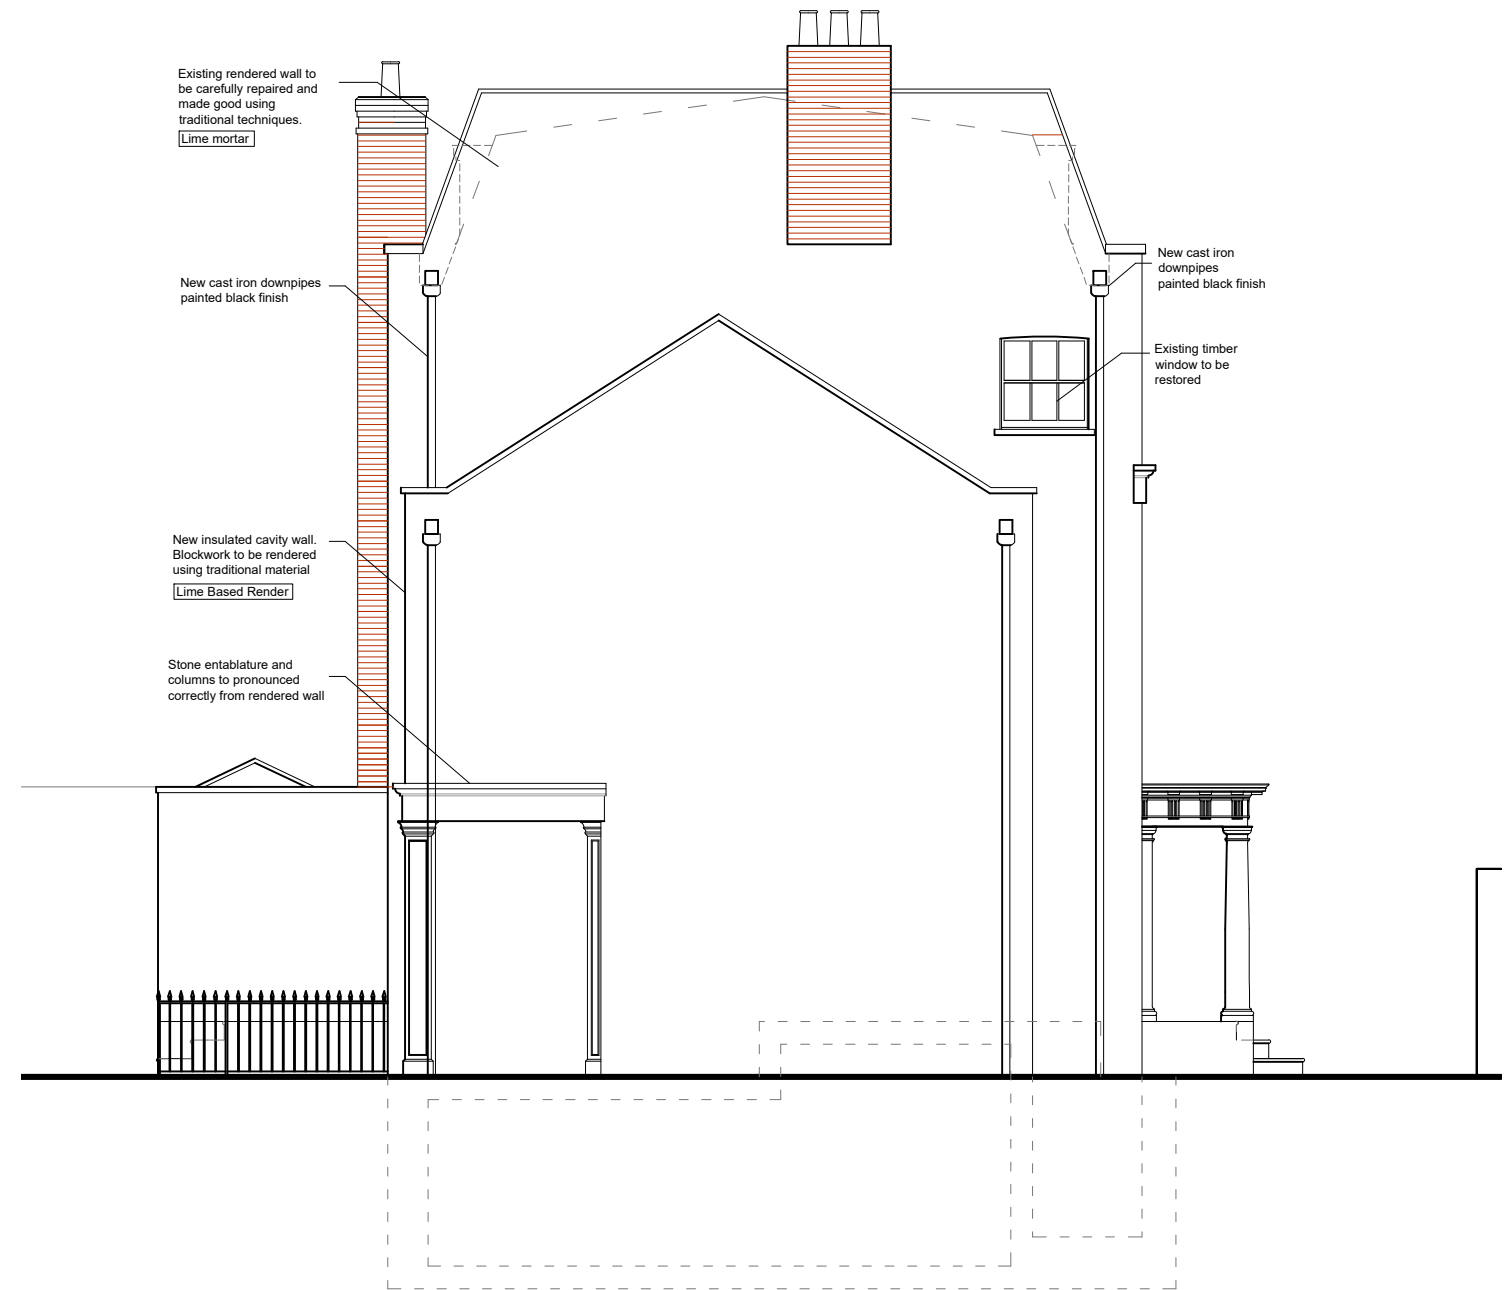 Existing rendered wall to
be carefully repaired and
made good using
traditional techniques.
Lime mortar
New cast iron downpipes
painted black finish
New cast iron
downpipes
painted black finish
Existing timber
window to be
restored
New insulated cavity wall.
Blockwork to be rendered
using traditional material
Lime Based Render
Stone entablature and
columns to pronounced
correctly from rendered wall